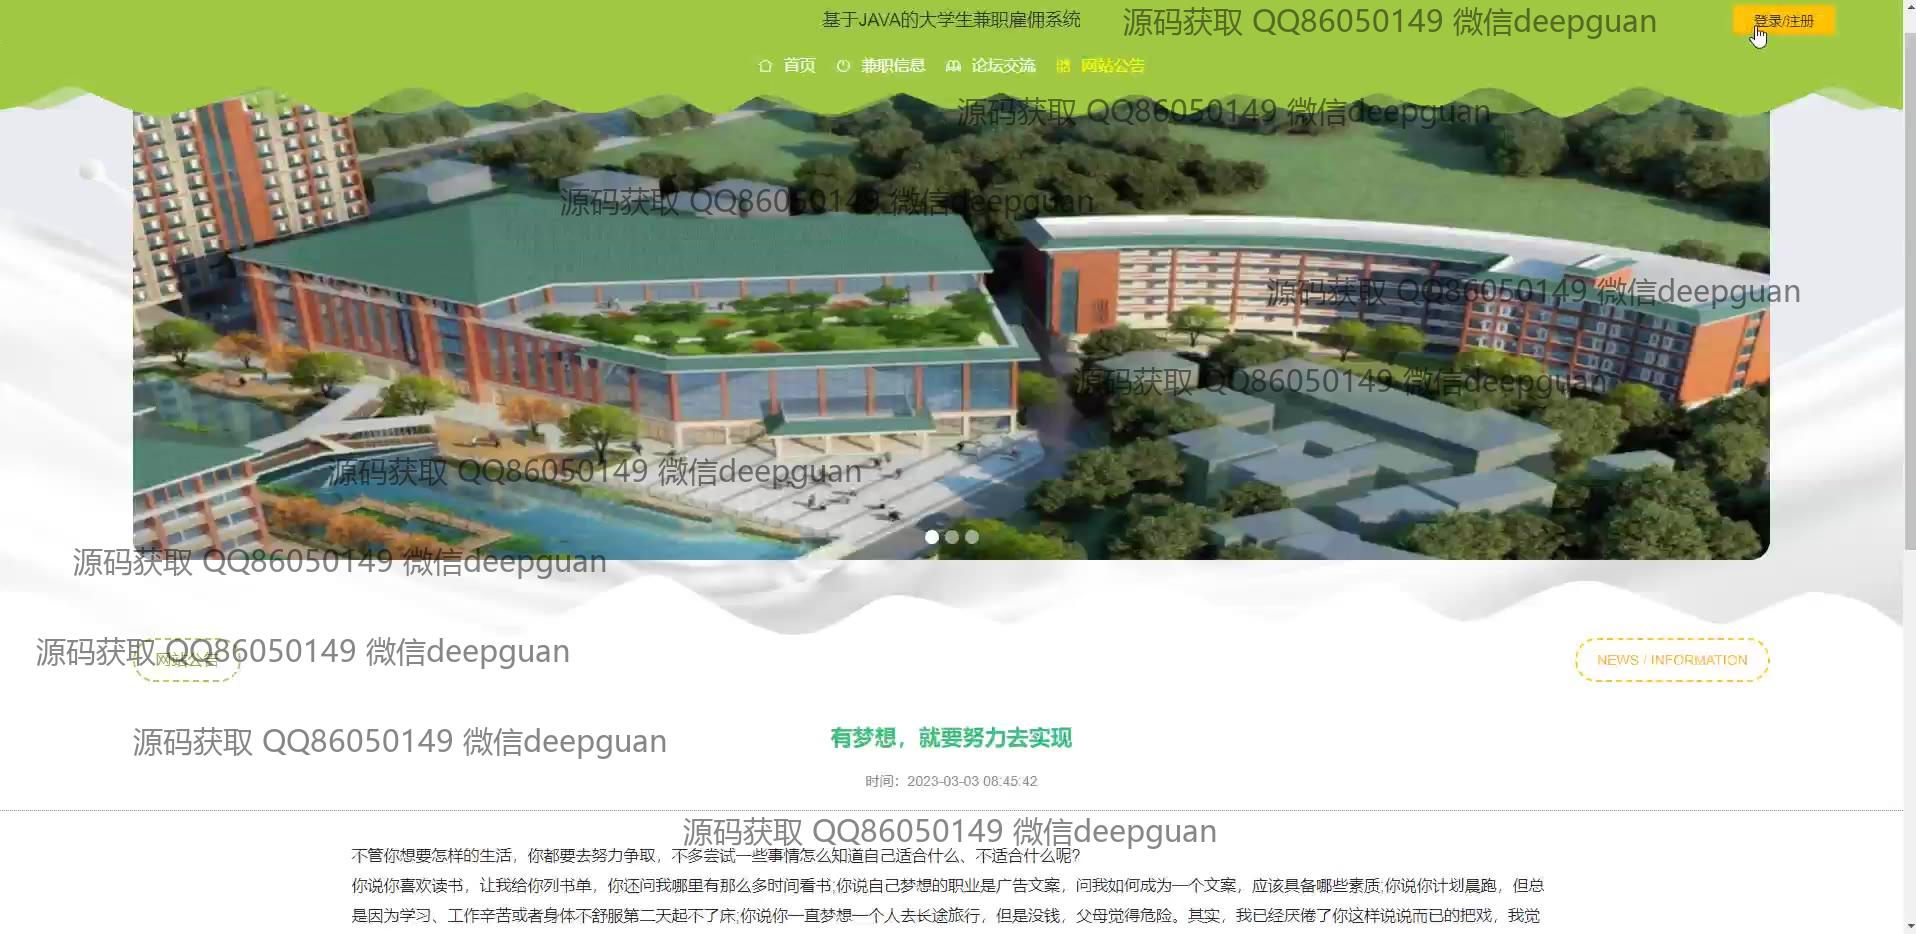 基于JAVA的大学生兼职雇佣系统
源码获取 QQ86050149 微信deepguan
登录/注册
首页
兼职信息
论坛交流
网站公告
源码获取 QQ86050149 微信deepguan
源码获取 QQ86050149 微信deepguan
源码获取 QQ86050149 微信deepguan
源码获取 QQ86050149 微信deepguan
源码获取 QQ86050149 微信deepguan
源码获取 QQ86050149 微信deepguan
源码获取 QQ86050149 微信deepguan
网站公告
NEWS / INFORMATION
源码获取 QQ86050149 微信deepguan
有梦想，就要努力去实现
时间：2023-03-03 08:45:42
源码获取 QQ86050149 微信deepguan
不管你想要怎样的生活，你都要去努力争取，不多尝试一些事情怎么知道自己适合什么、不适合什么呢?
你说你喜欢读书，让我给你列书单，你还问我哪里有那么多时间看书;你说自己梦想的职业是广告文案，问我如何成为一个文案，应该具备哪些素质;你说你计划晨跑，但总
是因为学习、工作辛苦或者身体不舒服第二天起不了床;你说你一直梦想一个人去长途旅行，但是没钱，父母觉得危险。其实，我已经厌倦了你这样说说而已的把戏，我觉